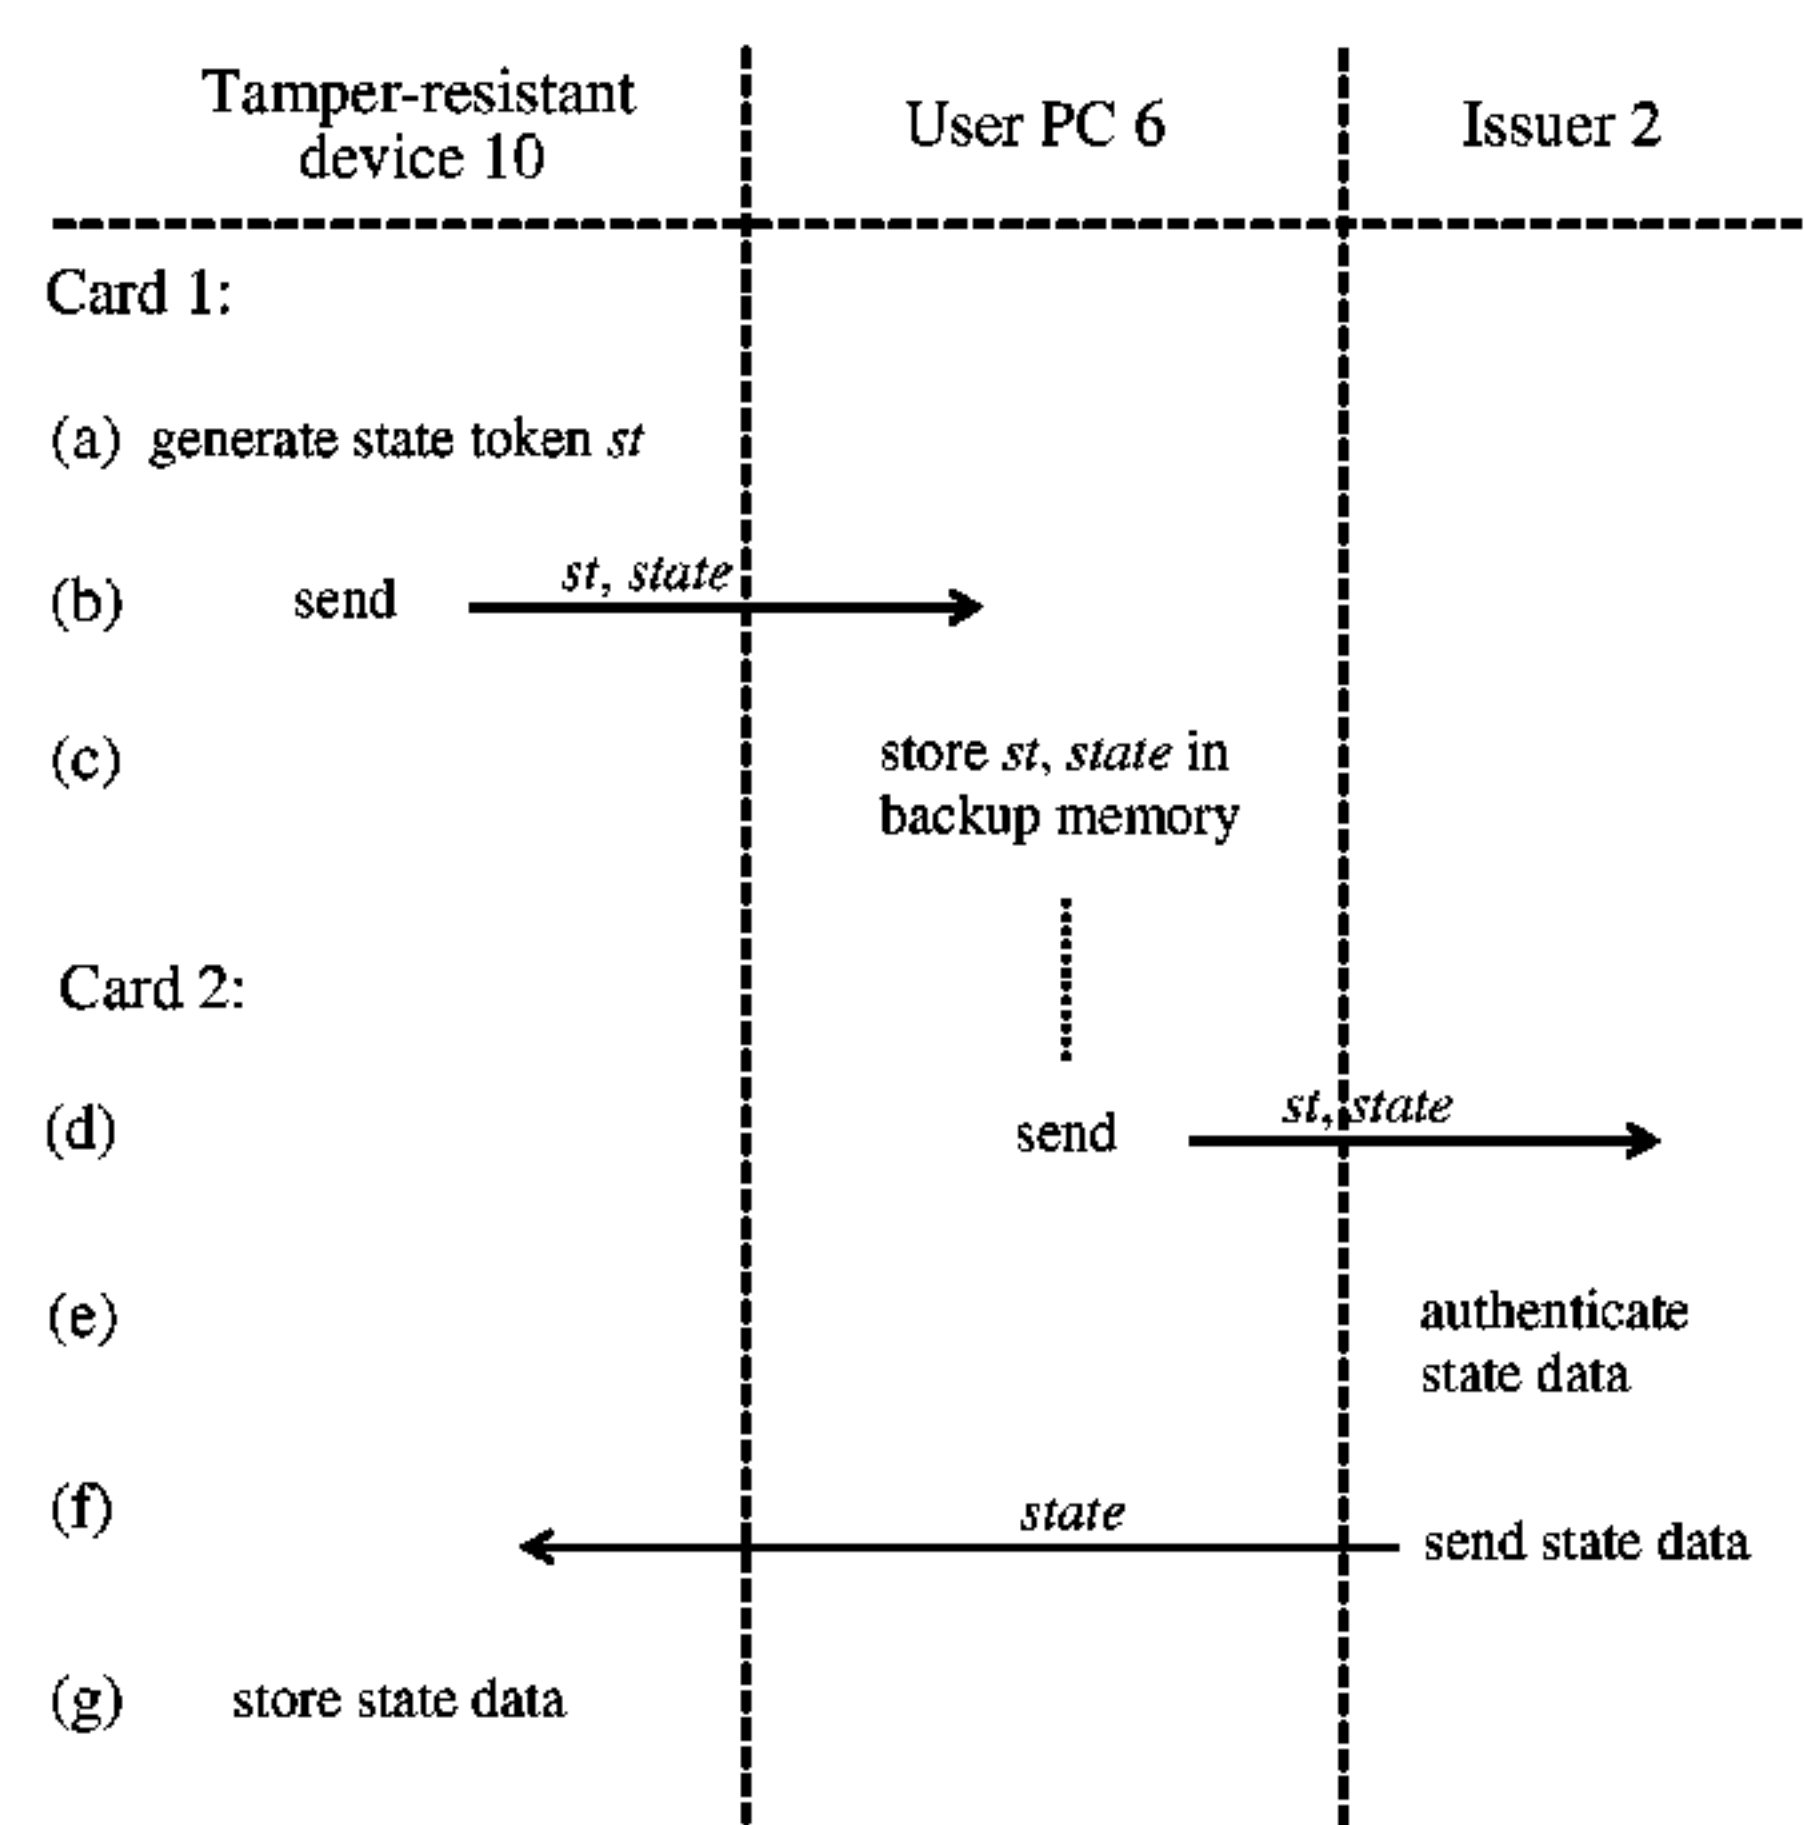 Tamper-resistant
device 10
User PC 6
Issuer 2
Card 1:
(a) generate state token st
(b) send st, state
(c) store st, state in
backup memory
Card 2:
(d) send st, state
(e) authenticate
state data
(f) state send state data
(g) store state data